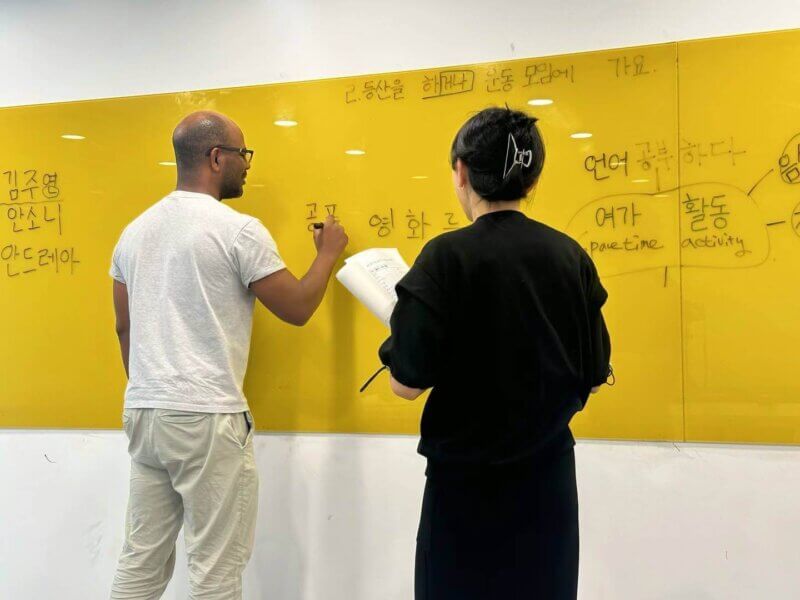 2. 등산을 하거나 운동 모임에 가요.
김주영
안소니
안드레아
공포 영화
언어 공부하다
여가 활동
pave time activity